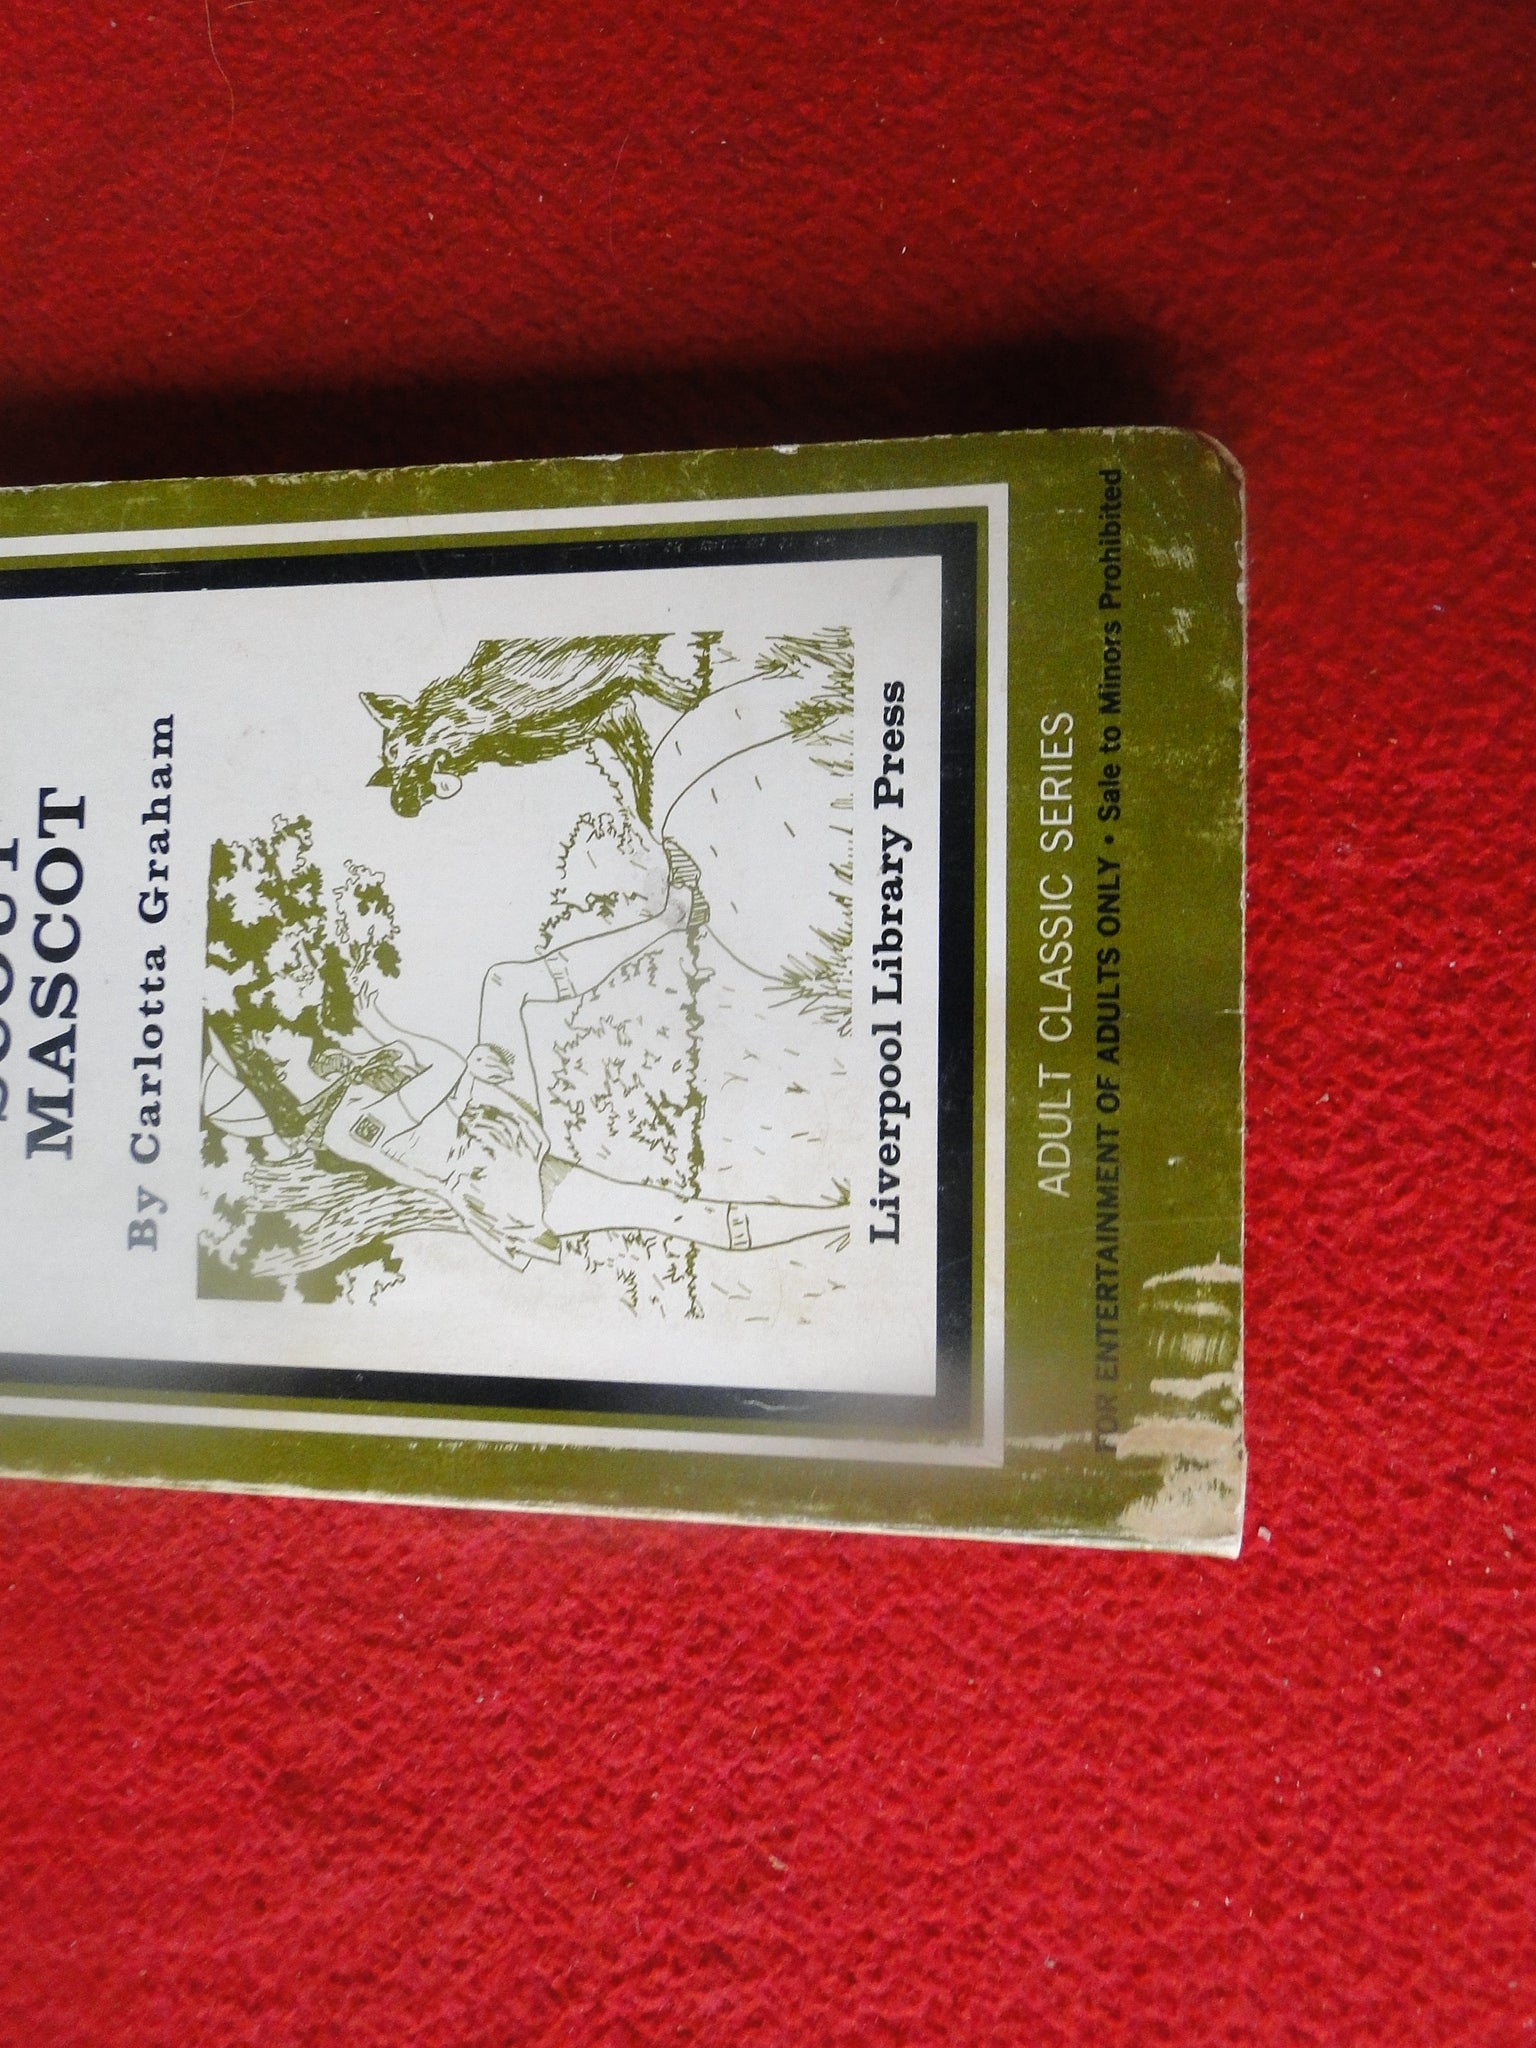 MASCOT
By Carlotta Graham
Liverpool Library Press
ADULT CLASSIC SERIES
FOR ENTERTAINMENT OF ADULTS ONLY • Sale to Minors Prohibited